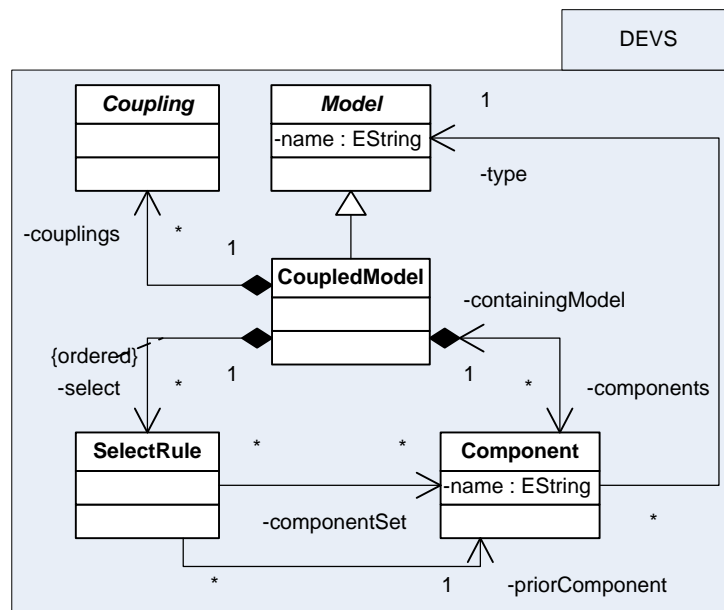 DEVS
Coupling
Model
1
-name : EString
-type
-couplings
*
1
CoupledModel
-containingModel
{ordered}
1
1
*
-select
*
-components
SelectRule
*
*
Component
-name : EString
-componentSet
*
*
1
-priorComponent